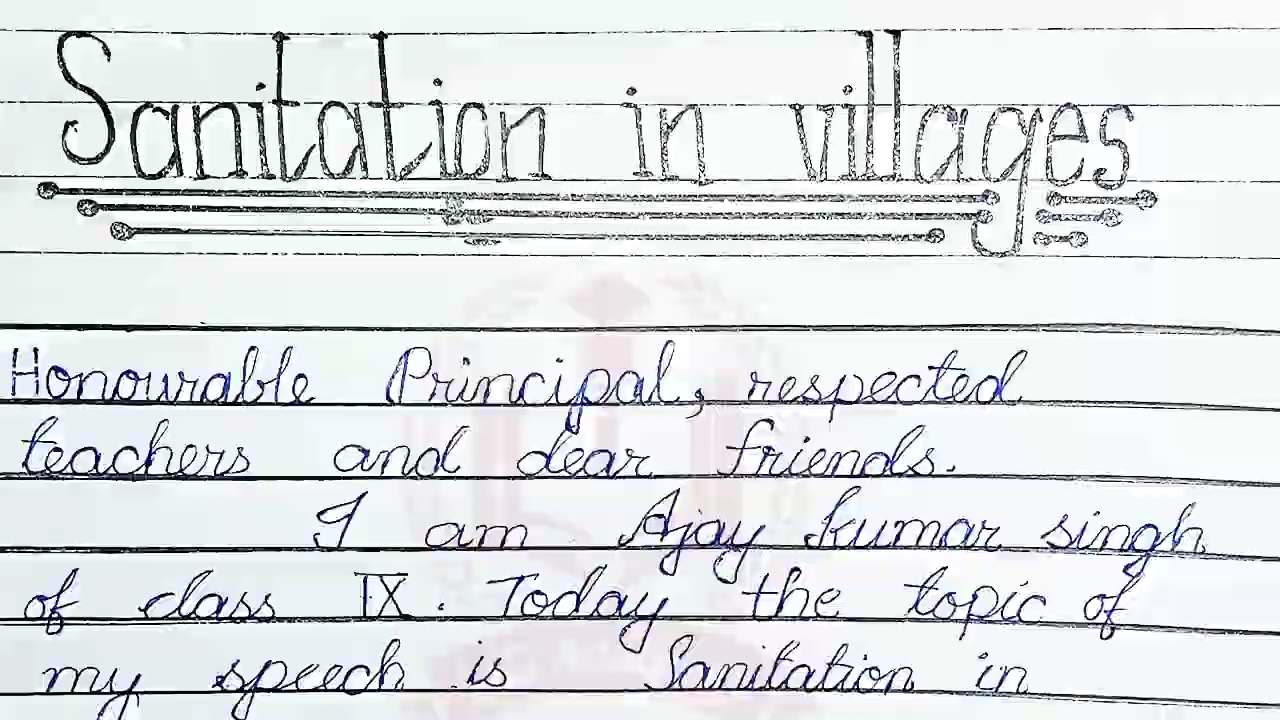 Sanitation in villages
Honourable Principal, respected
teachers and dear friends.
I am Ajay kumar singh
of class IX. Today the topic of
my speech is Sanitation in